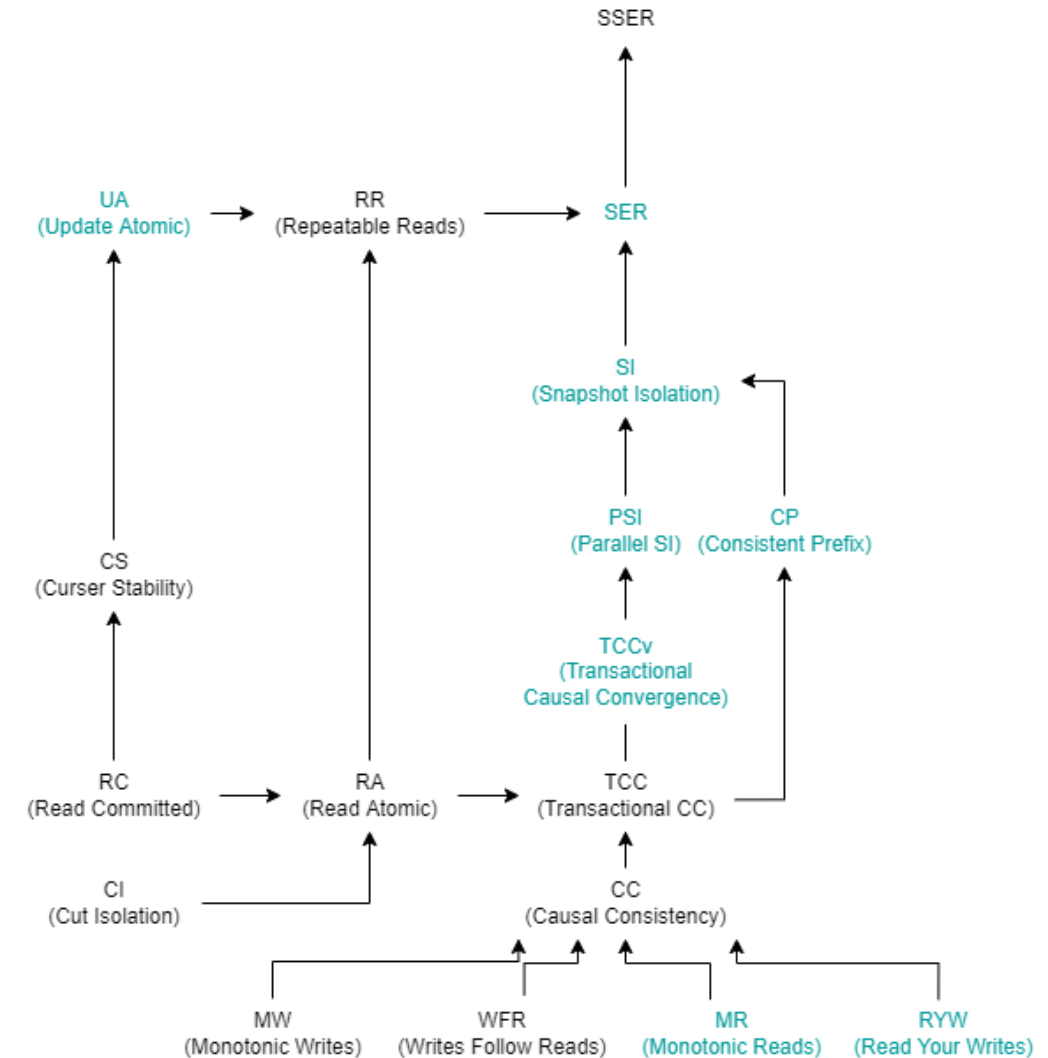 SSER
UA
(Update Atomic)
RR
(Repeatable Reads)
SER
SI
(Snapshot Isolation)
PSI
(Parallel SI)
CP
(Consistent Prefix)
CS
(Curser Stability)
TCCv
(Transactional
Causal Convergence)
RC
(Read Committed)
RA
(Read Atomic)
TCC
(Transactional CC)
CI
(Cut Isolation)
CC
(Causal Consistency)
MW
(Monotonic Writes)
WFR
(Writes Follow Reads)
MR
(Monotonic Reads)
RYW
(Read Your Writes)